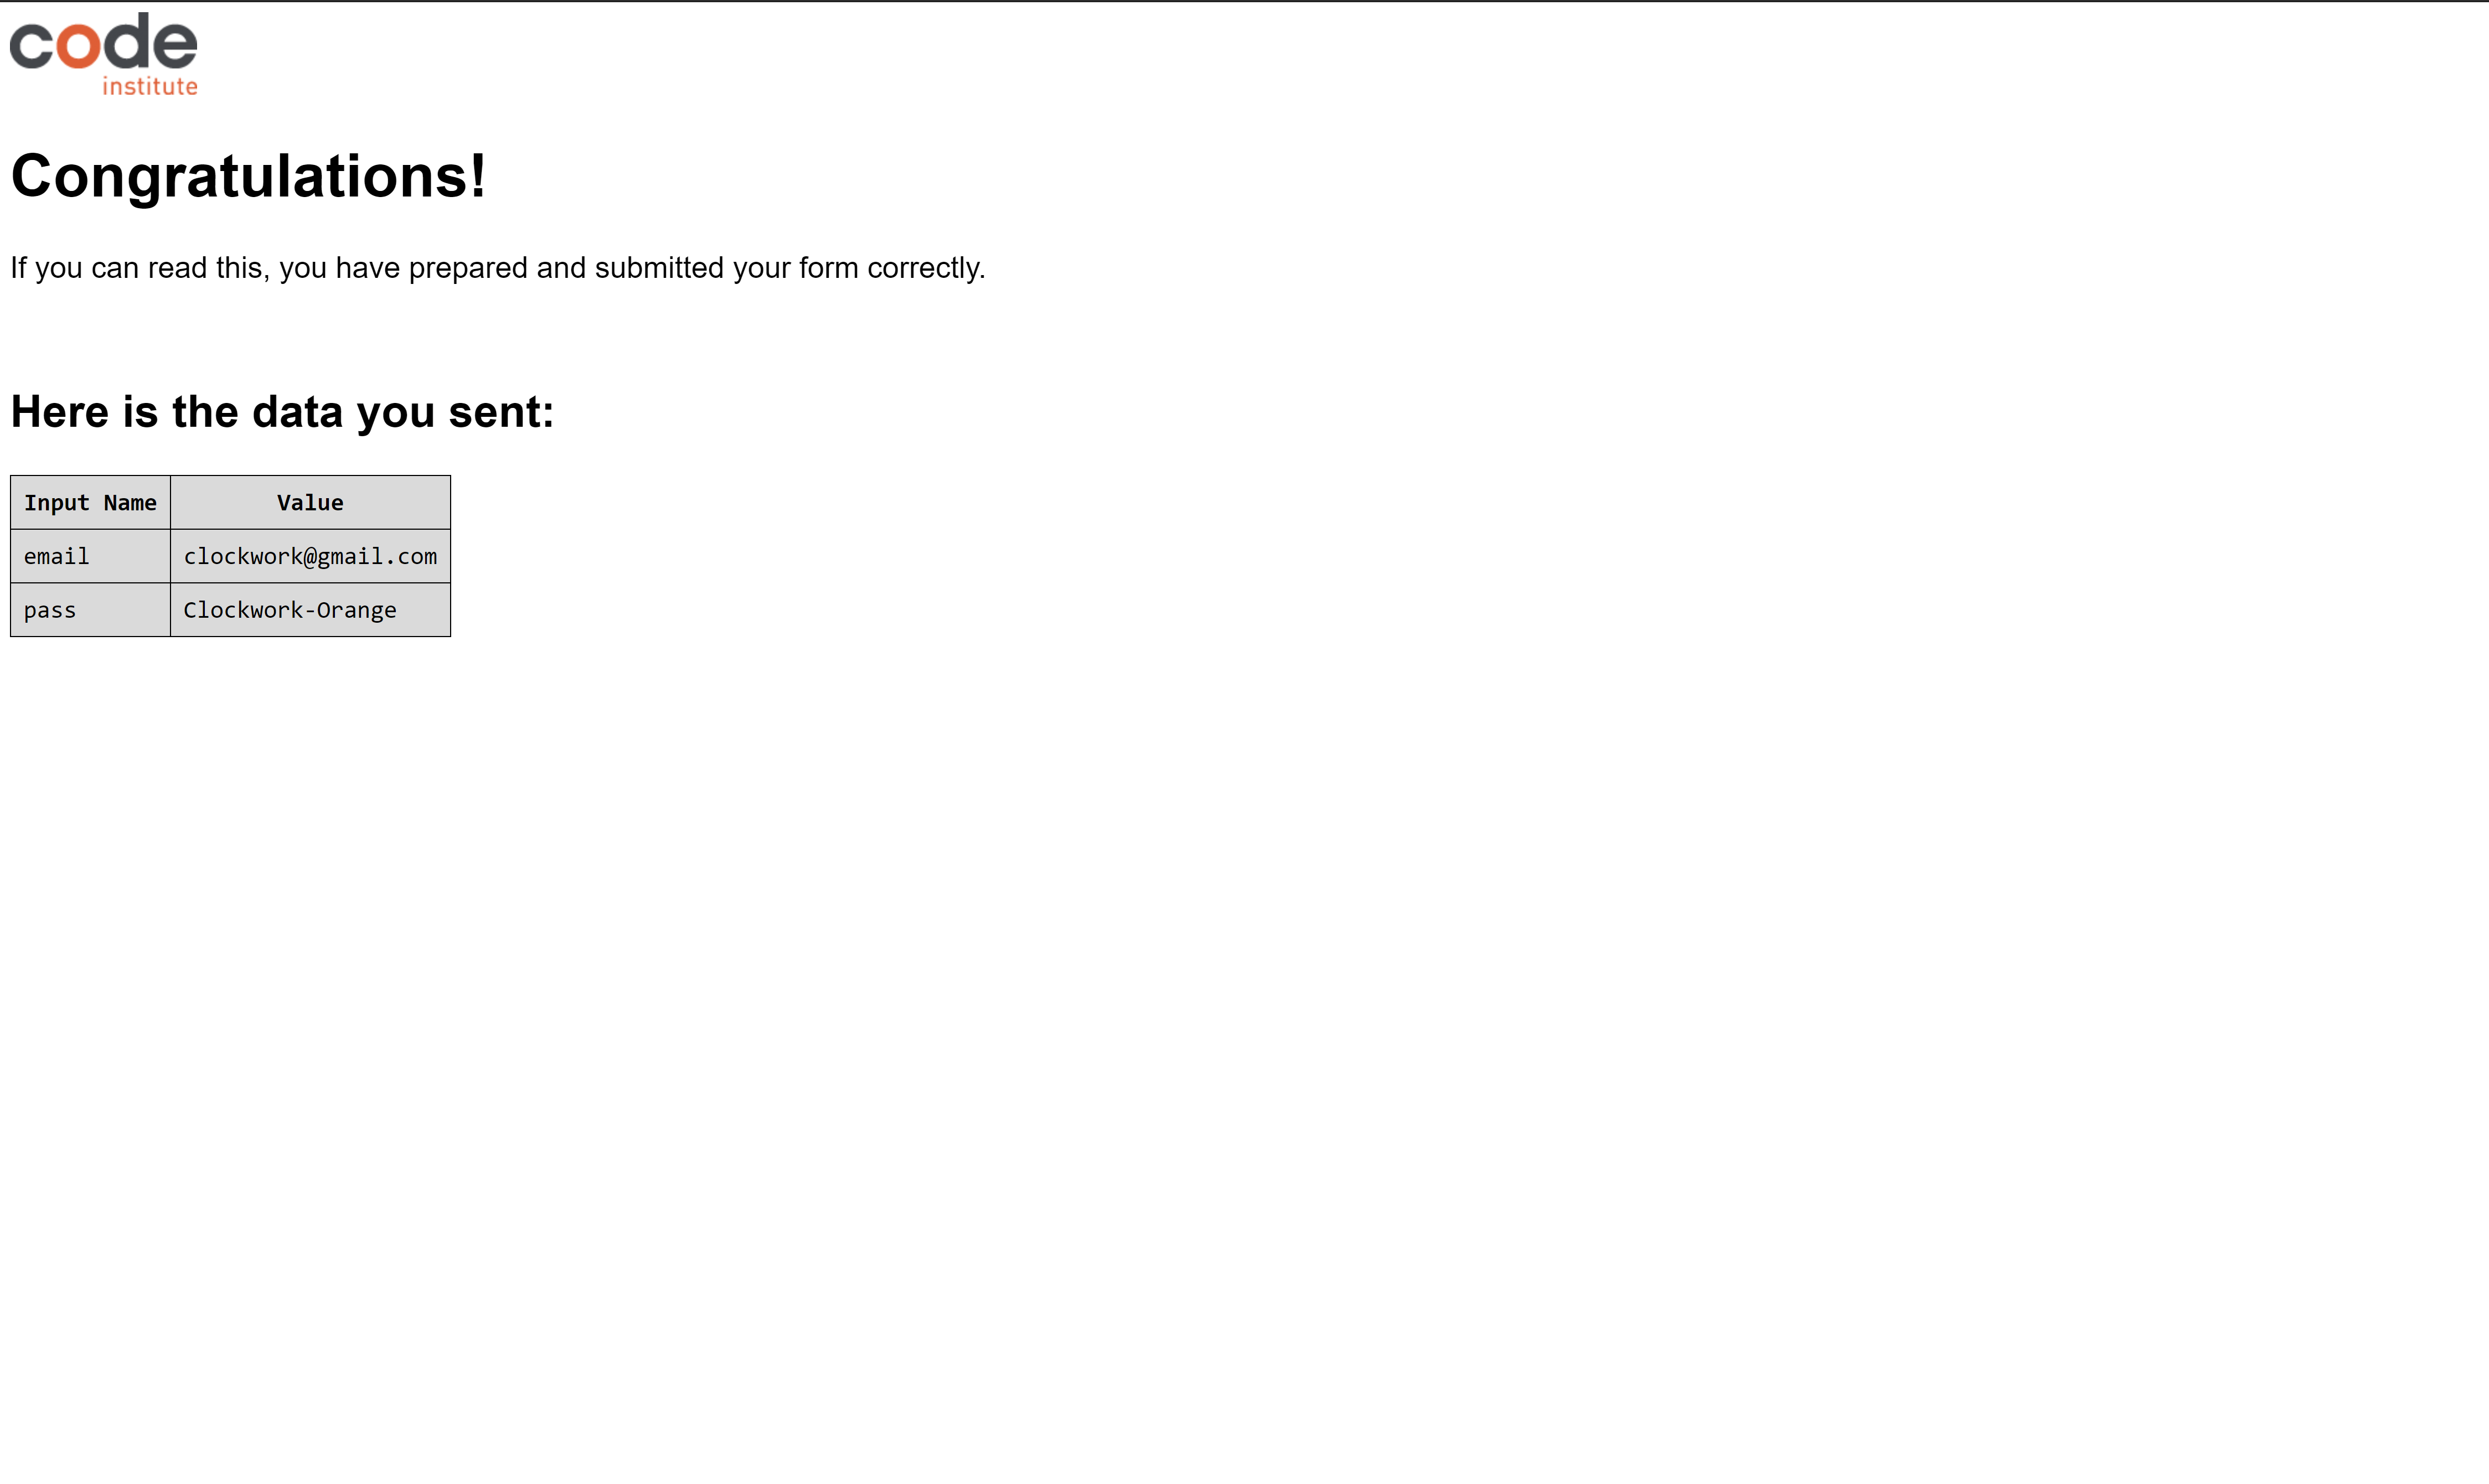 code
institute
Congratulations!
If you can read this, you have prepared and submitted your form correctly.
Here is the data you sent:
Input Name Value
email clockwork@gmail.com
pass Clockwork-Orange